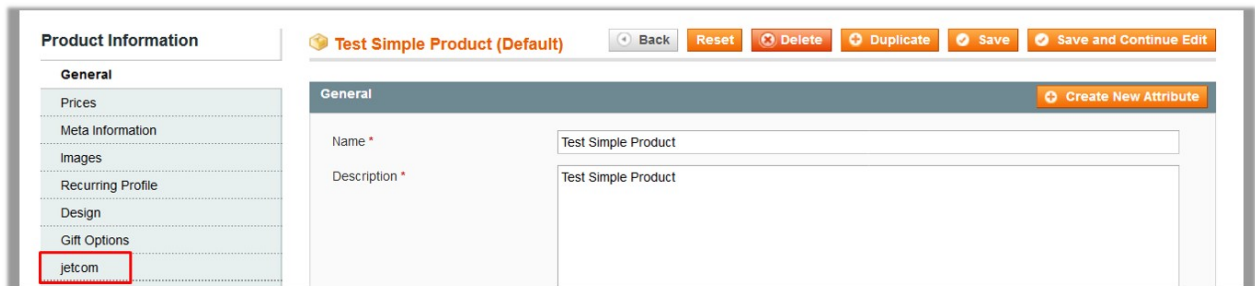 Product Information
General
Prices
Meta Information
Images
Recurring Profile
Design
Gift Options
jetcom
Test Simple Product (Default)
Back Reset Delete Duplicate Save Save and Continue Edit
General
Create New Attribute
Name * Test Simple Product
Description * Test Simple Product